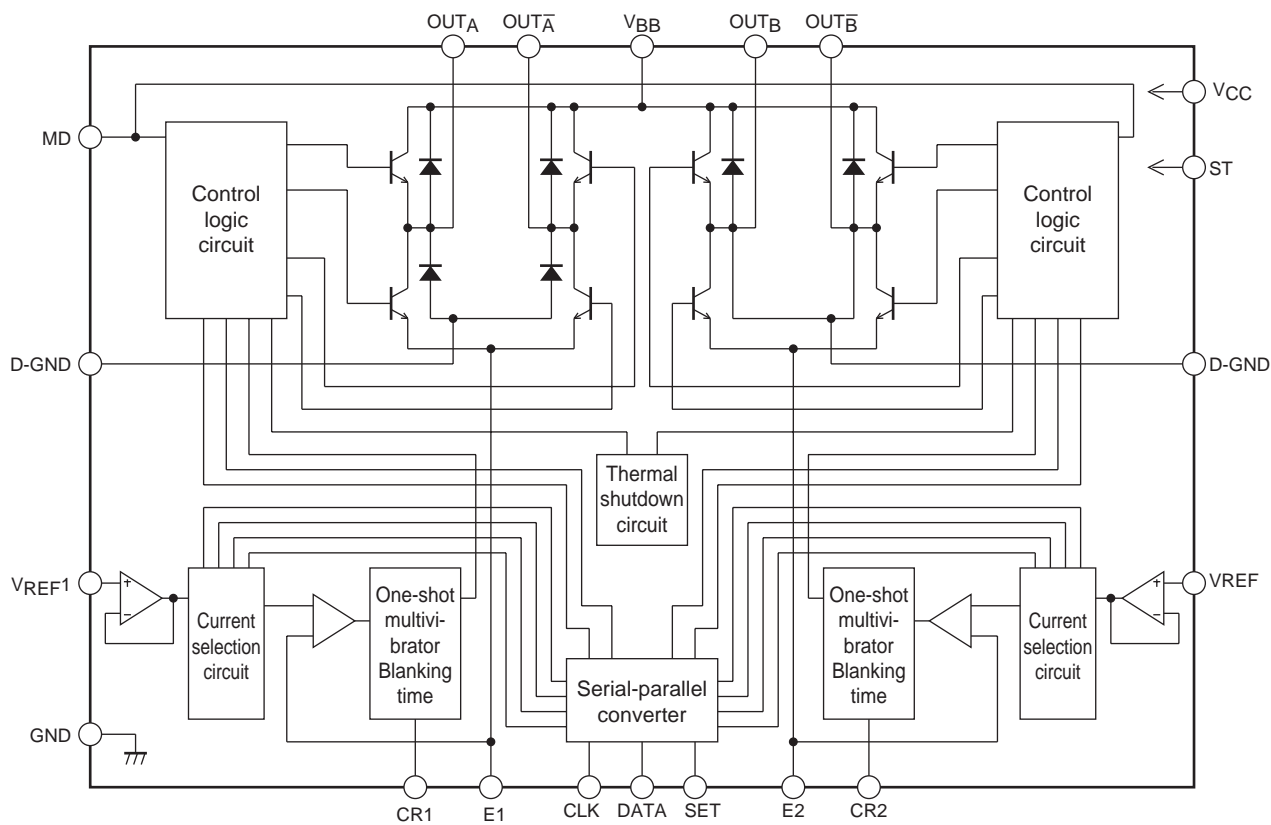 OUTA
OUTA̅
VBB
OUTB
OUTB̅
VCC
MD
ST
Control
logic
circuit
Control
logic
circuit
D-GND
D-GND
Thermal
shutdown
circuit
VREF1
+
−
Current
selection
circuit
One-shot
multivi-
brator
Blanking
time
One-shot
multivi-
brator
Blanking
time
Current
selection
circuit
+
−
VREF
Serial-parallel
converter
GND
CR1
E1
CLK
DATA
SET
E2
CR2